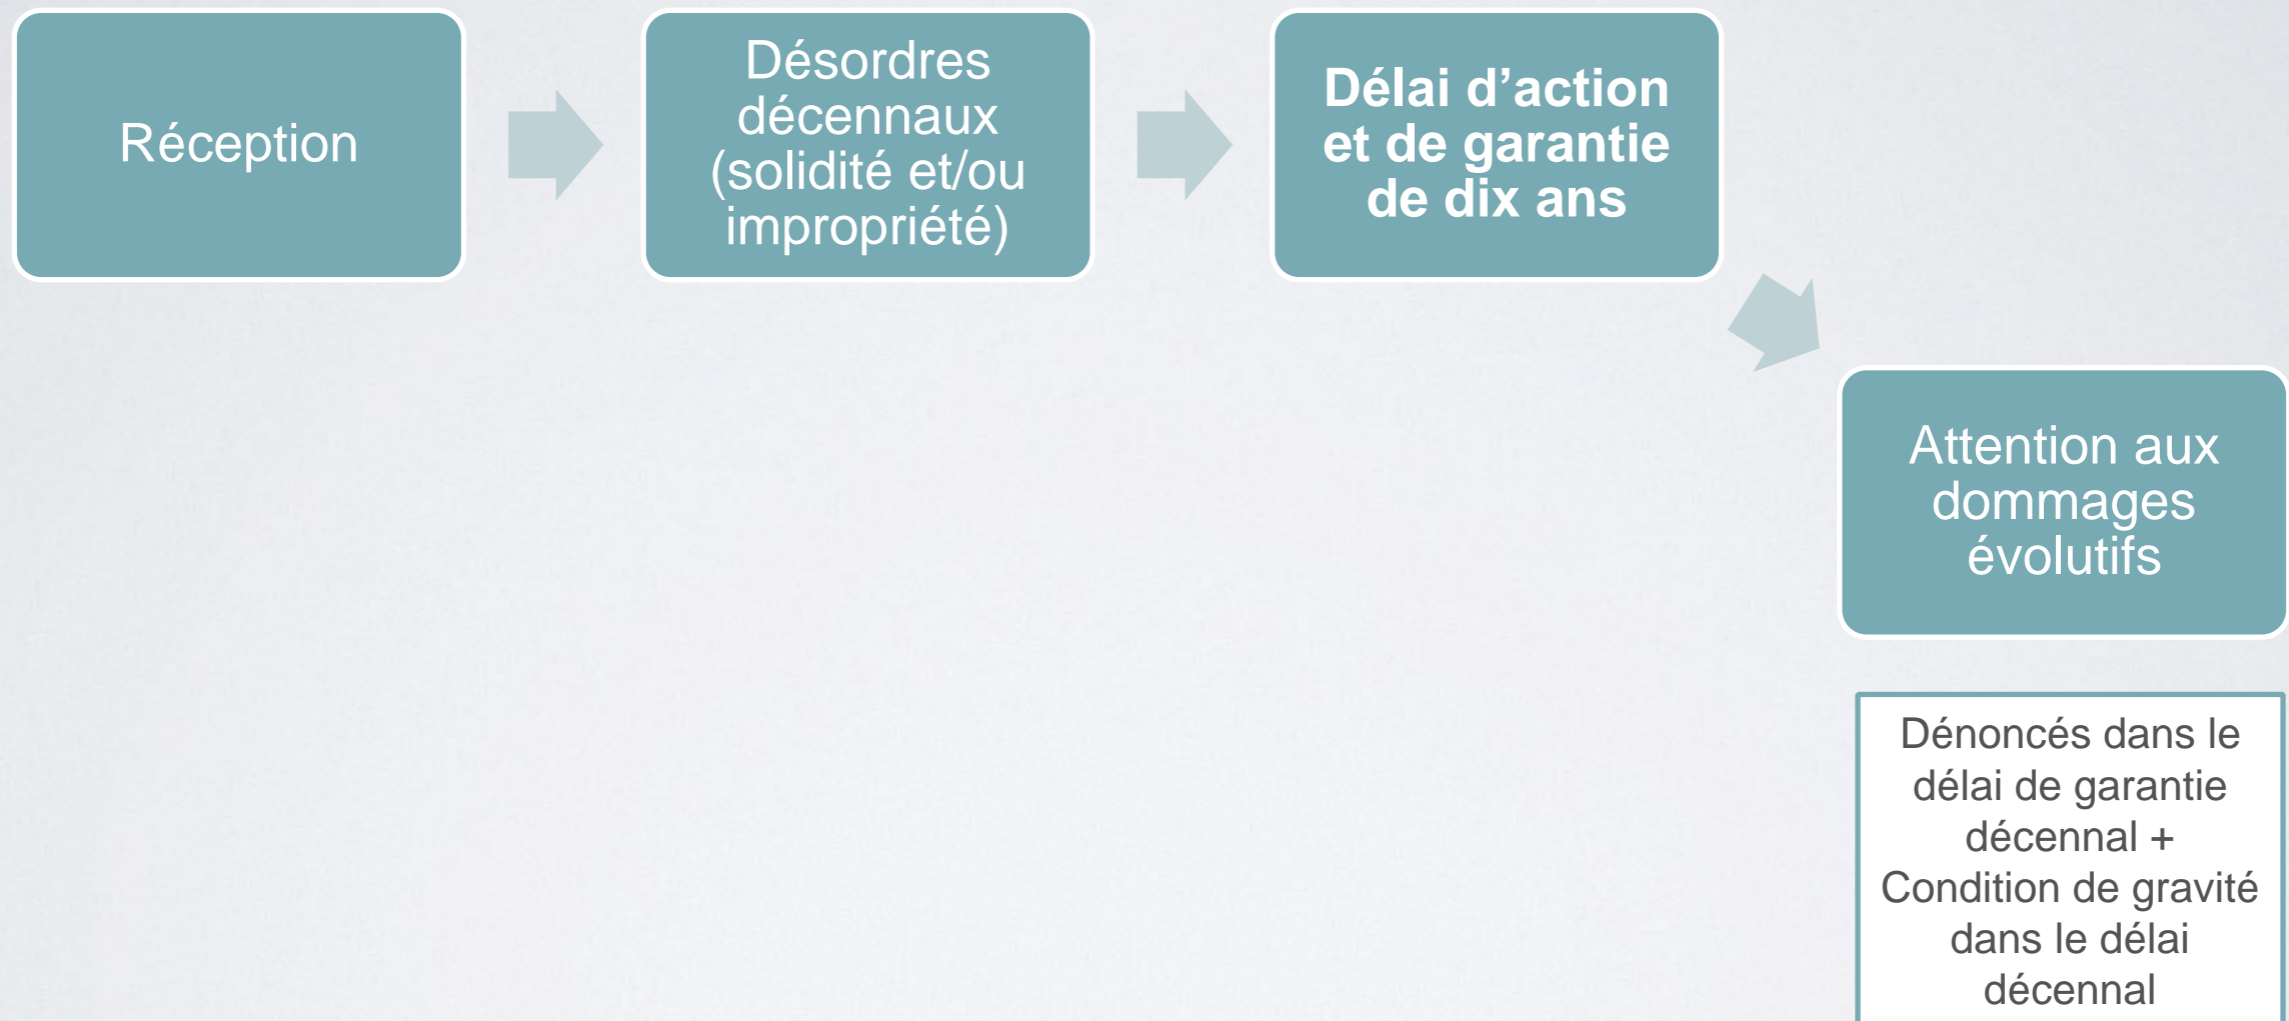 Réception
Désordres
décennaux
(solidité et/ou
impropriété)
Délai d’action
et de garantie
de dix ans
Attention aux
dommages
évolutifs
Dénoncés dans le
délai de garantie
décennal +
Condition de gravité
dans le délai
décennal